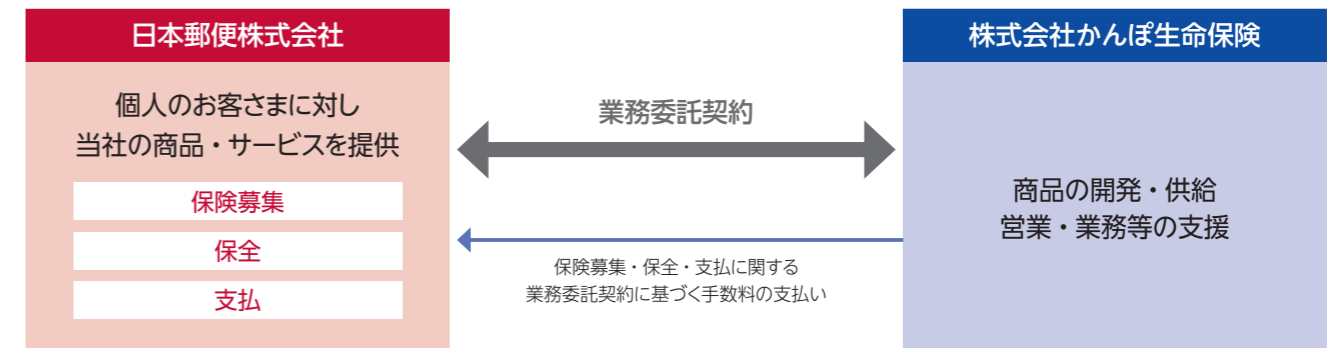 日本郵便株式会社
個人のお客さまに対し
当社の商品・サービスを提供
保険募集
保全
支払
業務委託契約
保険募集・保全・支払に関する
業務委託契約に基づく手数料の支払い
株式会社かんぽ生命保険
商品の開発・供給
営業・業務等の支援